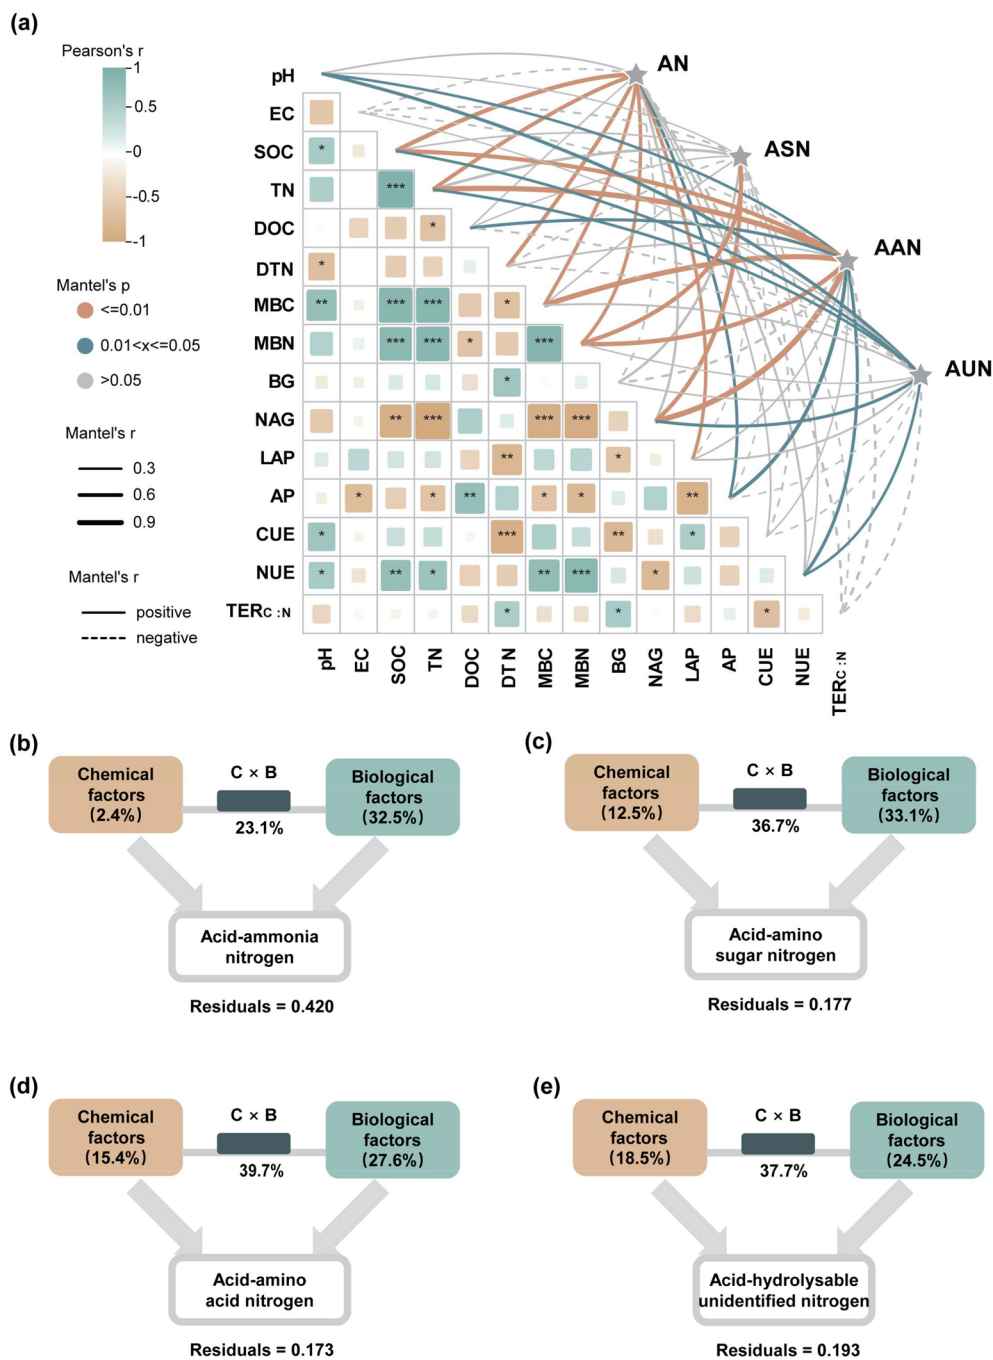 (a)
Pearson's r
1
0.5
0
-0.5
-1
Mantel's p
<=0.01
0.01<x<=0.05
>0.05
Mantel's r
0.3
0.6
0.9
Mantel's r
positive
negative
AN
ASN
AAN
AUN
pH
EC
SOC *
TN ***
DOC *
DTN *
MBC ** *** *** *
MBN *** *** * ***
BG *
NAG ** *** *** ***
LAP ** *
AP * * ** * * **
CUE * *** ** *
NUE * ** * ** *** *
TERC:N * * *
pH EC SOC TN DOC DTN MBC MBN BG NAG LAP AP CUE NUE TERC:N
(b)
Chemical
factors
(2.4%)
C × B
23.1%
Biological
factors
(32.5%)
Acid-ammonia
nitrogen
Residuals = 0.420
(c)
Chemical
factors
(12.5%)
C × B
36.7%
Biological
factors
(33.1%)
Acid-amino
sugar nitrogen
Residuals = 0.177
(d)
Chemical
factors
(15.4%)
C × B
39.7%
Biological
factors
(27.6%)
Acid-amino
acid nitrogen
Residuals = 0.173
(e)
Chemical
factors
(18.5%)
C × B
37.7%
Biological
factors
(24.5%)
Acid-hydrolysable
unidentified nitrogen
Residuals = 0.193